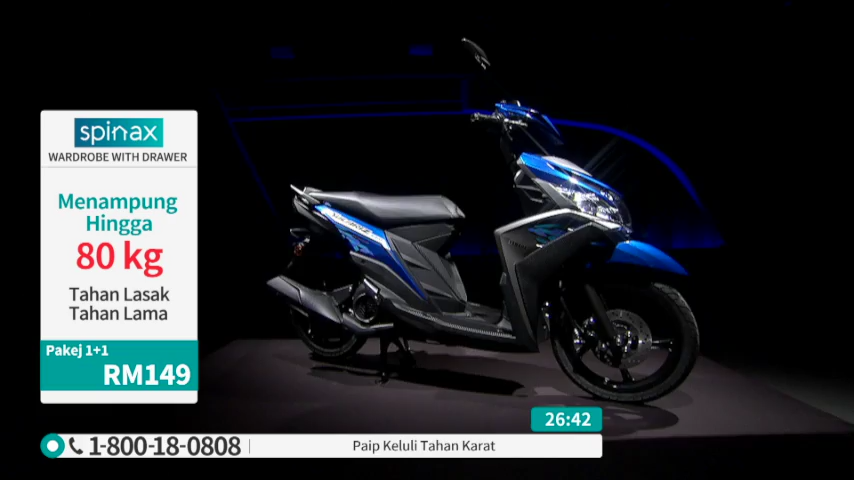 spinax
WARDROBE WITH DRAWER
Menampung
Hingga
80 kg
Tahan Lasak
Tahan Lama
Pakej 1+1
RM149
26:42
1-800-18-0808
Paip Keluli Tahan Karat